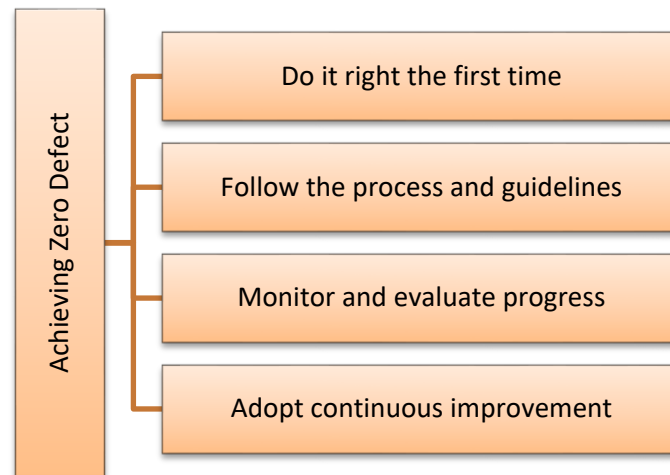 Achieving Zero Defect
Do it right the first time
Follow the process and guidelines
Monitor and evaluate progress
Adopt continuous improvement